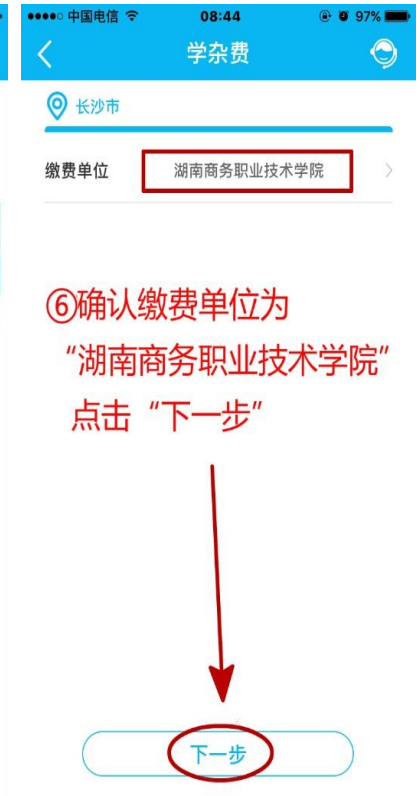 中国电信 08:44 97%
学杂费
长沙市
缴费单位 湖南商务职业技术学院
⑥确认缴费单位为
“湖南商务职业技术学院”
点击“下一步”
下一步